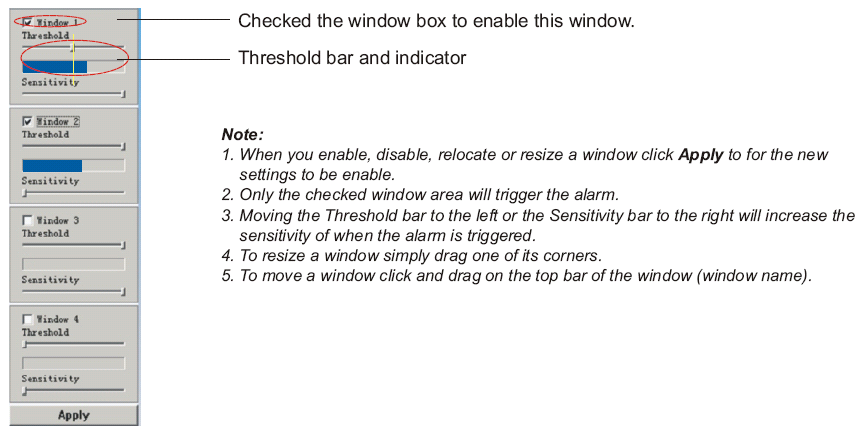 Window 1
Threshold
Sensitivity
Window 2
Threshold
Sensitivity
Window 3
Threshold
Sensitivity
Window 4
Threshold
Sensitivity
Apply
Checked the window box to enable this window.
Threshold bar and indicator
Note:
1. When you enable, disable, relocate or resize a window click Apply to for the new
settings to be enable.
2. Only the checked window area will trigger the alarm.
3. Moving the Threshold bar to the left or the Sensitivity bar to the right will increase the
sensitivity of when the alarm is triggered.
4. To resize a window simply drag one of its corners.
5. To move a window click and drag on the top bar of the window (window name).